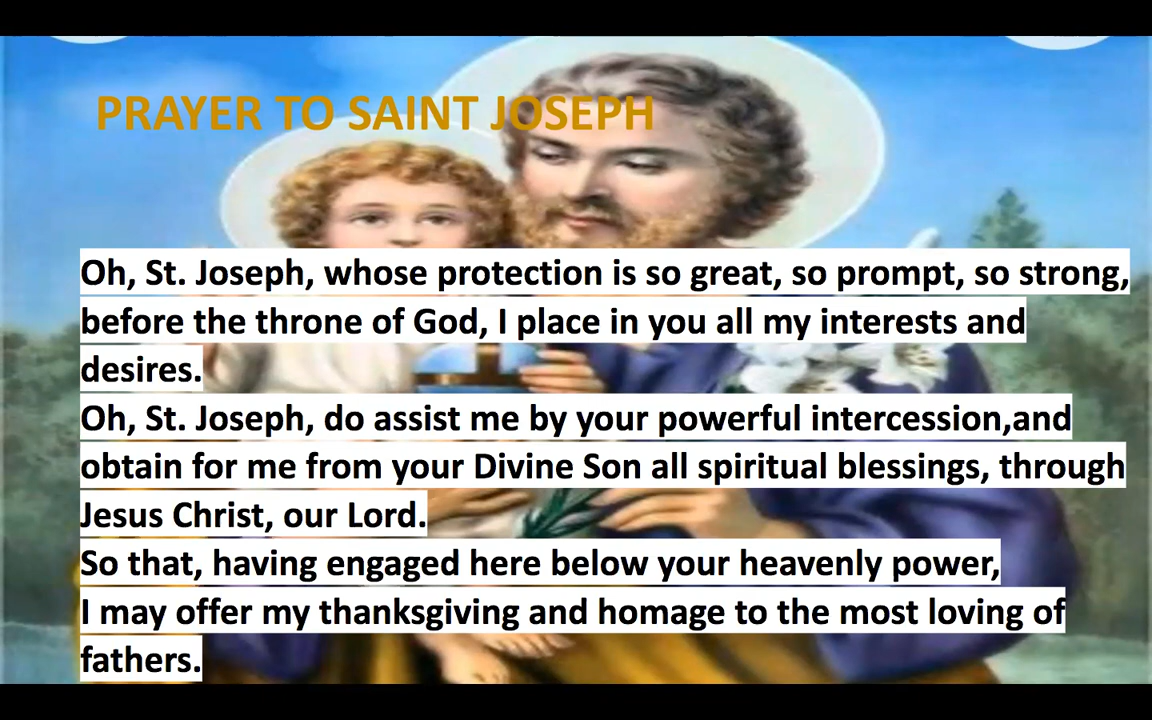 PRAYER TO SAINT JOSEPH
Oh, St. Joseph, whose protection is so great, so prompt, so strong,
before the throne of God, I place in you all my interests and
desires.
Oh, St. Joseph, do assist me by your powerful intercession,and
obtain for me from your Divine Son all spiritual blessings, through
Jesus Christ, our Lord.
So that, having engaged here below your heavenly power,
I may offer my thanksgiving and homage to the most loving of
fathers.